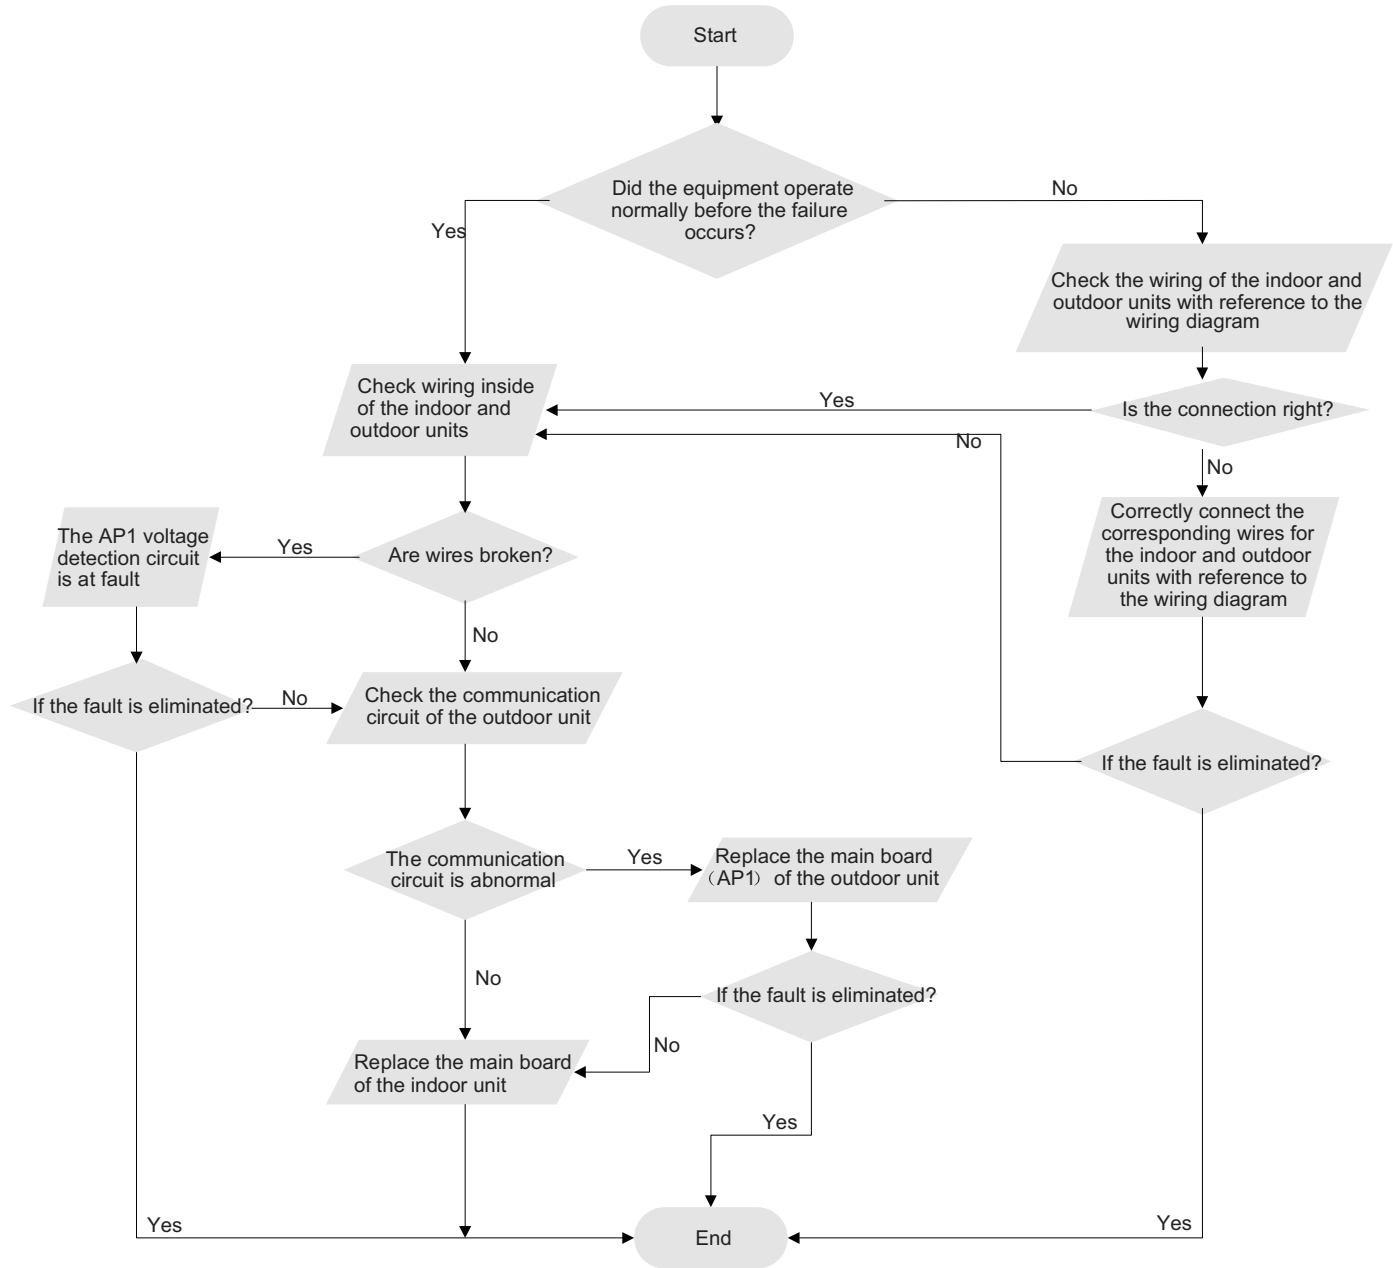 Start
Did the equipment operate
normally before the failure
occurs?
Yes
No
Check the wiring of the indoor and
outdoor units with reference to the
wiring diagram
Check wiring inside
of the indoor and
outdoor units
Yes
Is the connection right?
No
No
Correctly connect the
corresponding wires for
the indoor and outdoor
units with reference to
the wiring diagram
The AP1 voltage
detection circuit
is at fault
Yes
Are wires broken?
No
If the fault is eliminated?
No
Check the communication
circuit of the outdoor unit
If the fault is eliminated?
The communication
circuit is abnormal
Yes
Replace the main board
（AP1） of the outdoor unit
No
If the fault is eliminated?
No
Replace the main board
of the indoor unit
Yes
Yes
End
Yes